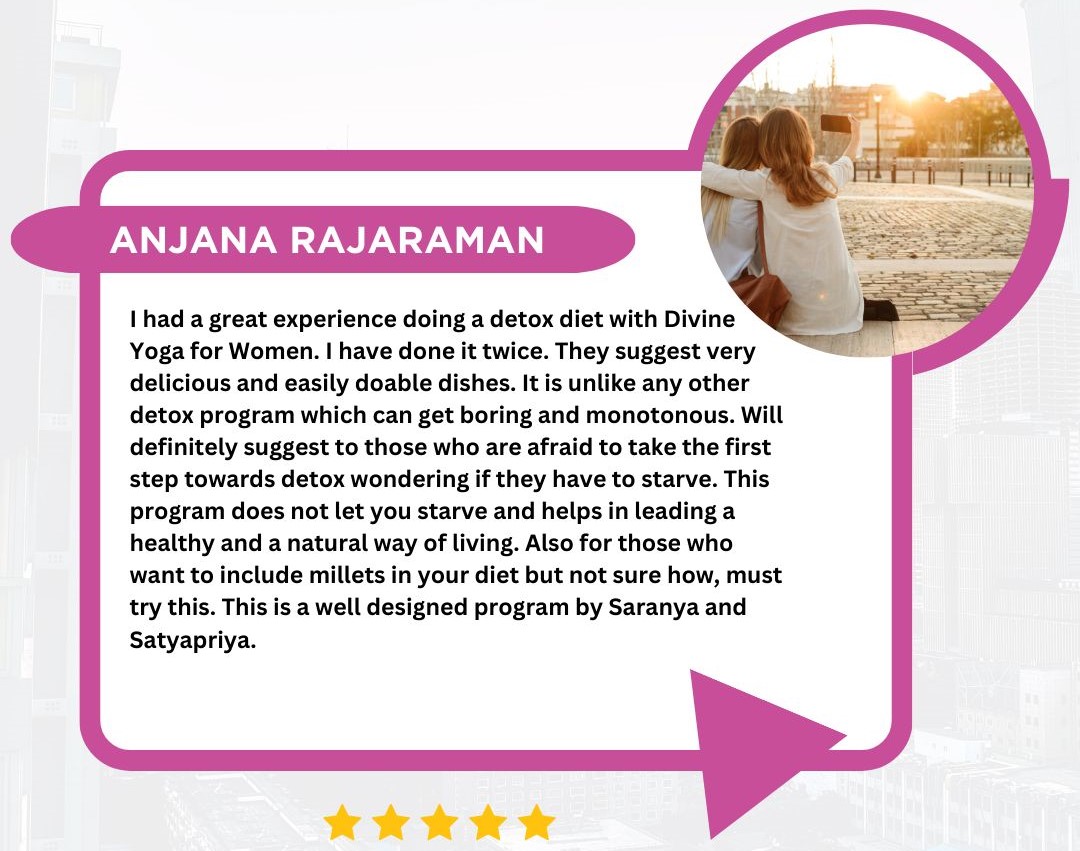 ANJANA RAJARAMAN
I had a great experience doing a detox diet with Divine
Yoga for Women. I have done it twice. They suggest very
delicious and easily doable dishes. It is unlike any other
detox program which can get boring and monotonous. Will
definitely suggest to those who are afraid to take the first
step towards detox wondering if they have to starve. This
program does not let you starve and helps in leading a
healthy and a natural way of living. Also for those who
want to include millets in your diet but not sure how, must
try this. This is a well designed program by Saranya and
Satyapriya.